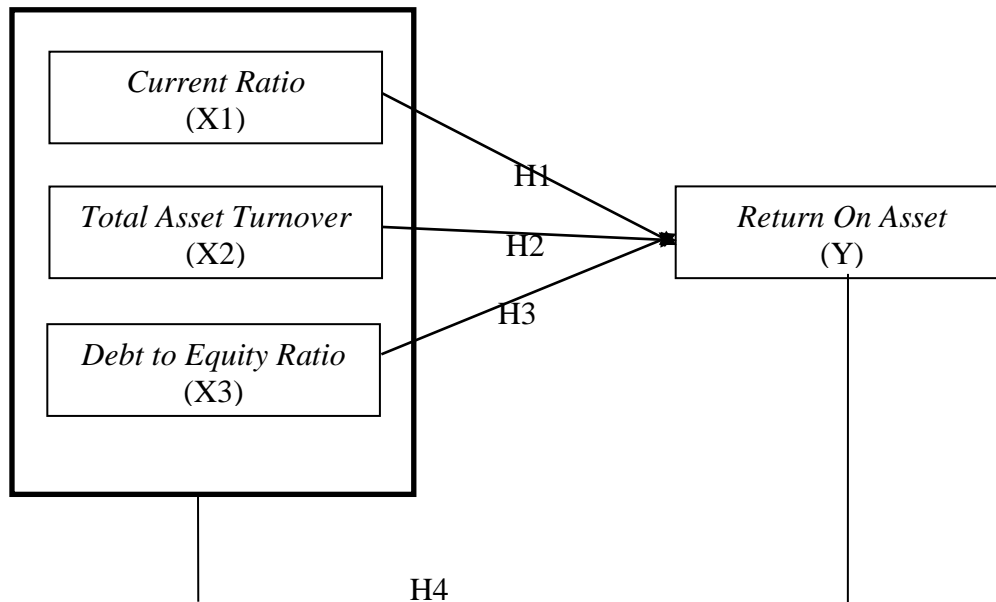 Current Ratio
(X1)
H1
Total Asset Turnover
(X2)
H2
Return On Asset
(Y)
H3
Debt to Equity Ratio
(X3)
H4